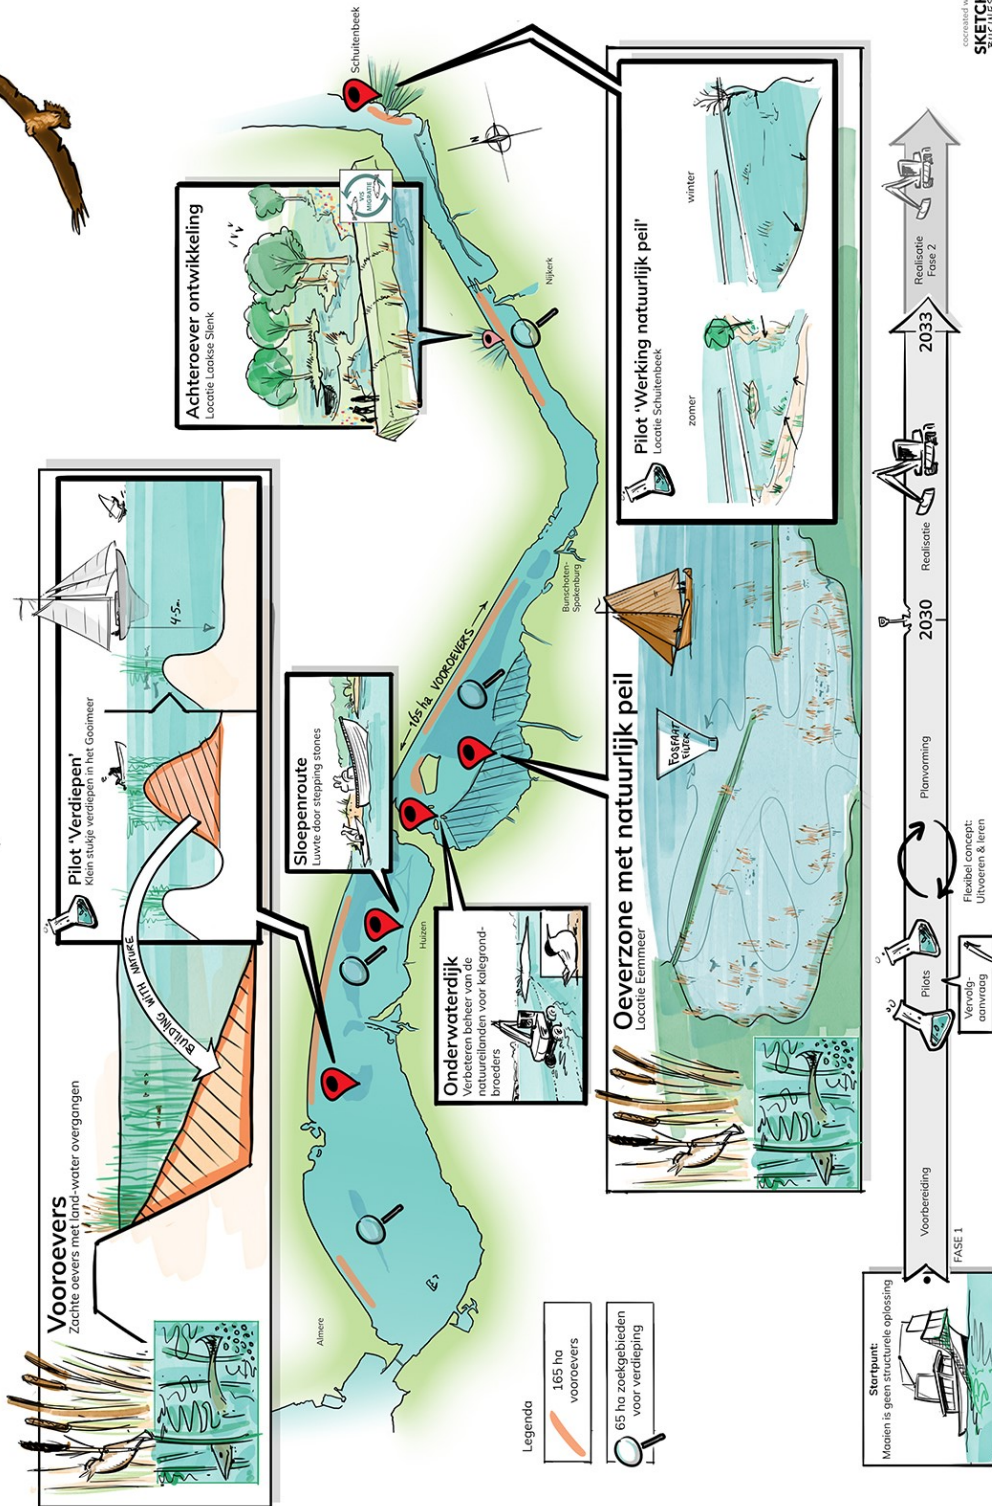 Vooroevers
Zachte oevers met land-water overgangen
BUILDING WITH NATURE
Pilot 'Verdiepen'
Klein stukje verdiepen in het Gooimeer
4.5m.
Achteroever ontwikkeling
Locatie Laakse Slenk
VIS
MIGRATIE
Schuitenbeek
cocreated w
SKETCH
Sloepenroute
Luwte door stepping stones
Almere
Huizen
165 ha VOOROEVERS
Bunschoten-
Spakenburg
Nijkerk
N
Legenda
165 ha
vooroevers
65 ha zoekgebieden
voor verdieping
Onderwaterdijk
Verbeteren beheer van de
natuureilanden voor kalegrond-
broeders
Oeverzone met natuurlijk peil
Locatie Eemmeer
FOSFAAT
FILTER
Pilot 'Werking natuurlijk peil'
Locatie Schuitenbeek
zomer
winter
Startpunt:
Maaien is geen structurele oplossing
Voorbereiding
FASE 1
Pilots
Vervolg-
aanvraag
Flexibel concept:
Uitvoeren & leren
Planvorming
2030
Realisatie
2033
Realisatie
Fase 2